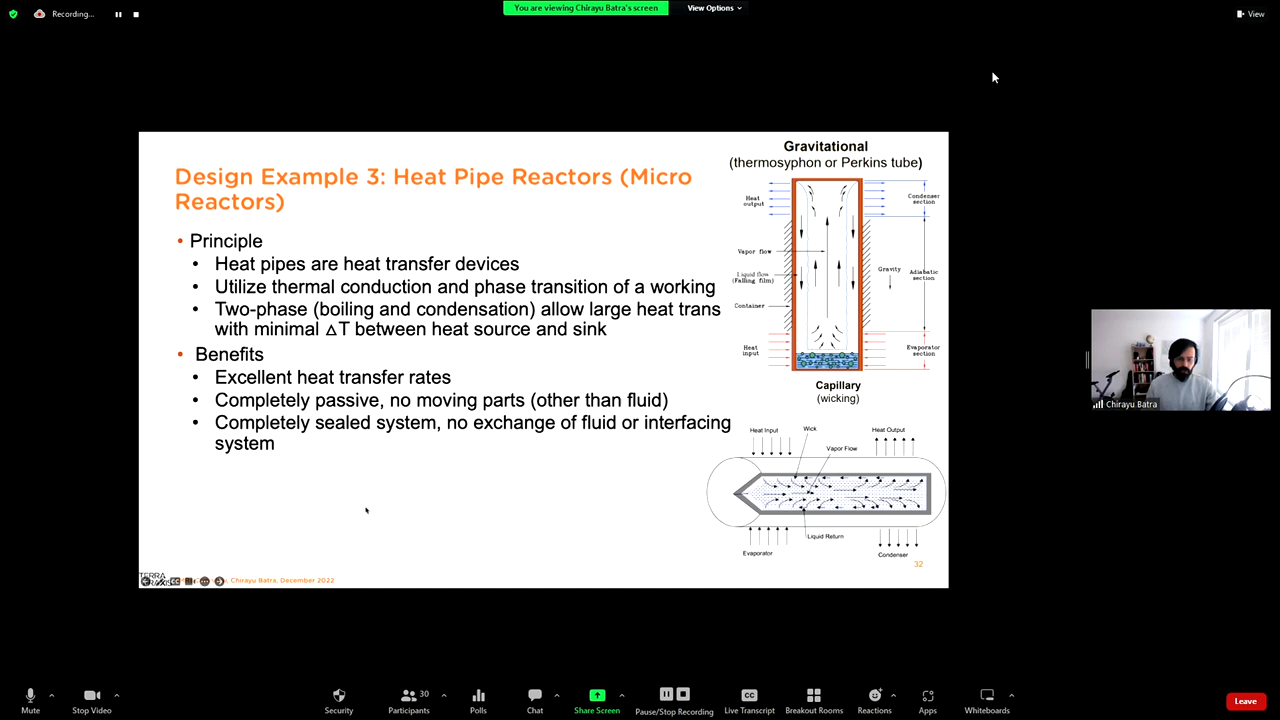 Recording...
You are viewing Chirayu Batra's screen
View Options
View
Design Example 3: Heat Pipe Reactors (Micro
Reactors)
• Principle
• Heat pipes are heat transfer devices
• Utilize thermal conduction and phase transition of a working
• Two-phase (boiling and condensation) allow large heat trans
with minimal △T between heat source and sink
• Benefits
• Excellent heat transfer rates
• Completely passive, no moving parts (other than fluid)
• Completely sealed system, no exchange of fluid or interfacing
system
Gravitational
(thermosyphon or Perkins tube)
Heat
output
Condenser
section
Vapor flow
Liquid flow
(Falling film)
Gravity
Adiabatic
section
Container
Heat
input
Evaporator
section
Capillary
(wicking)
Heat Input
Wick
Heat Output
Vapor Flow
Liquid Return
Evaporator
Condenser
32
TERRA
Chirayu Batra, December 2022
Chirayu Batra
Mute
Stop Video
Security
Participants
30
Polls
Chat
Share Screen
Pause/Stop Recording
CC
Live Transcript
Breakout Rooms
Reactions
Apps
Whiteboards
Leave